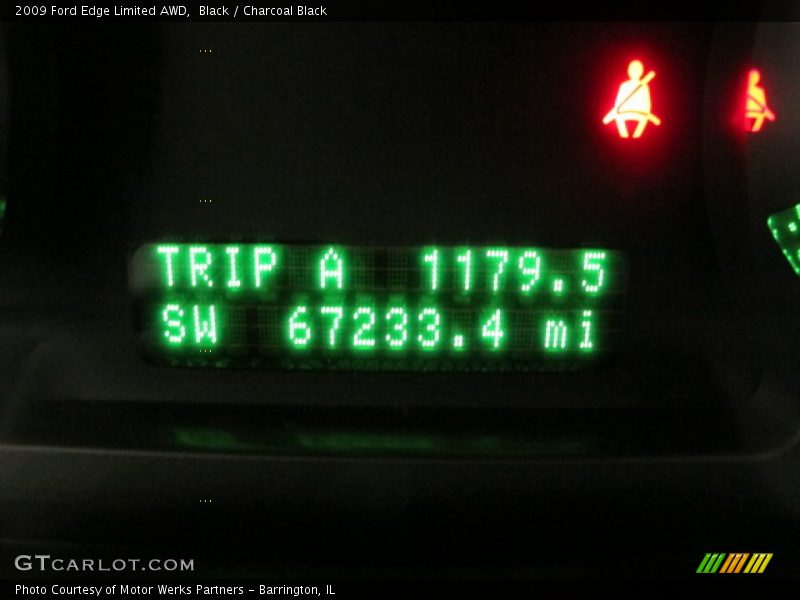 2009 Ford Edge Limited AWD,  Black / Charcoal Black
TRIP A 1179.5
SW 67233.4 mi
GTCARLOT.COM
Photo Courtesy of Motor Werks Partners - Barrington, IL